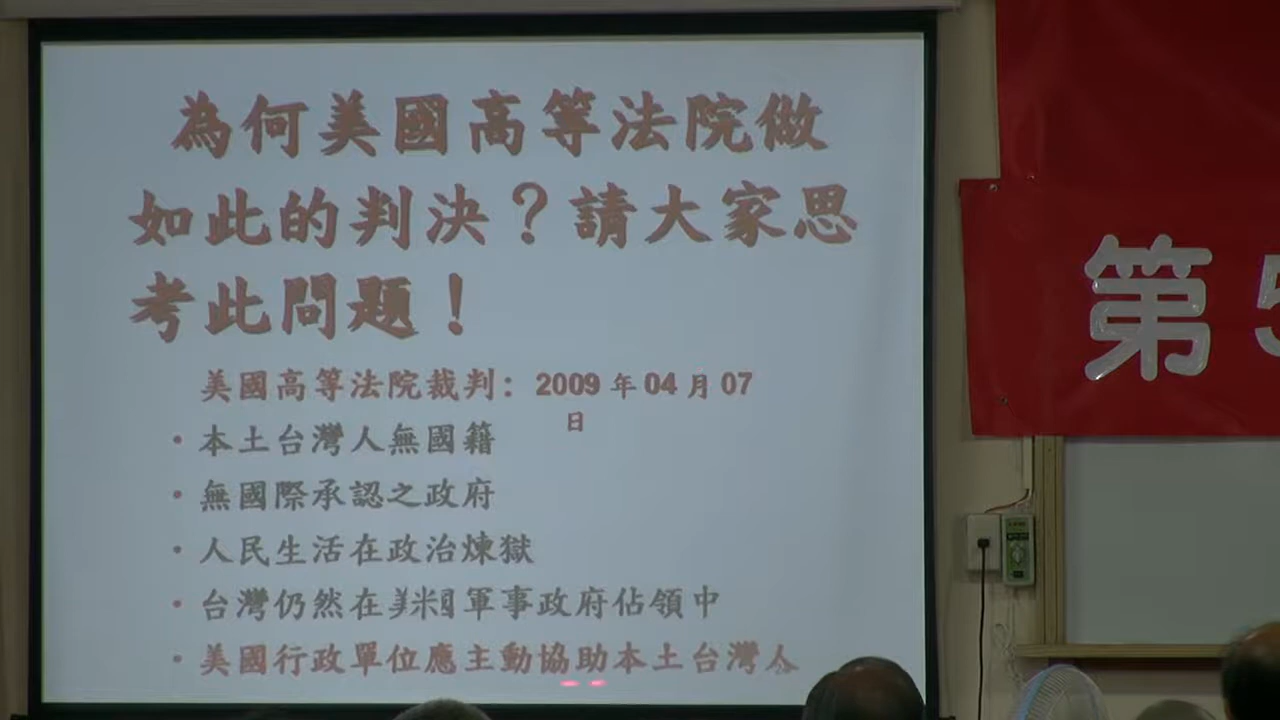 為何美國高等法院做
如此的判決？請大家思
考此問題！
美國高等法院裁判：2009 年 04 月 07
日
• 本土台灣人無國籍
• 無國際承認之政府
• 人民生活在政治煉獄
• 台灣仍然在美國軍事政府佔領中
• 美國行政單位應主動協助本土台灣人
第5